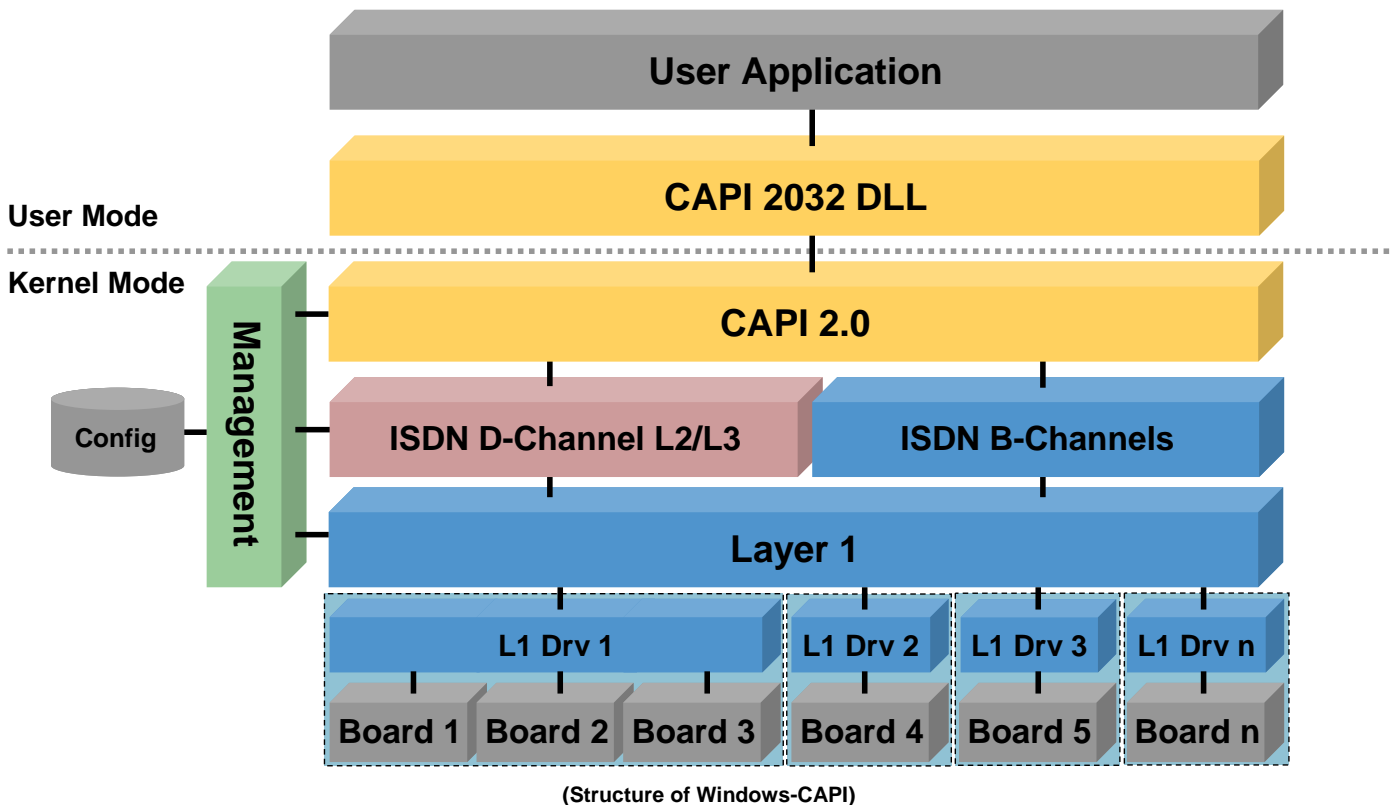 User Application
CAPI 2032 DLL
User Mode
Kernel Mode
Management
CAPI 2.0
Config
ISDN D-Channel L2/L3
ISDN B-Channels
Layer 1
L1 Drv 1
L1 Drv 2
L1 Drv 3
L1 Drv n
Board 1
Board 2
Board 3
Board 4
Board 5
Board n
(Structure of Windows-CAPI)